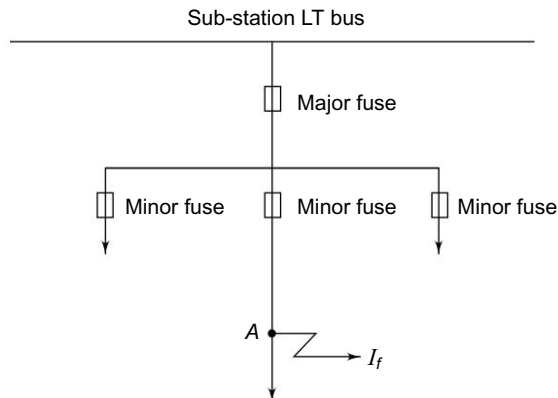 Sub-station LT bus
Major fuse
Minor fuse Minor fuse Minor fuse
A
I_f